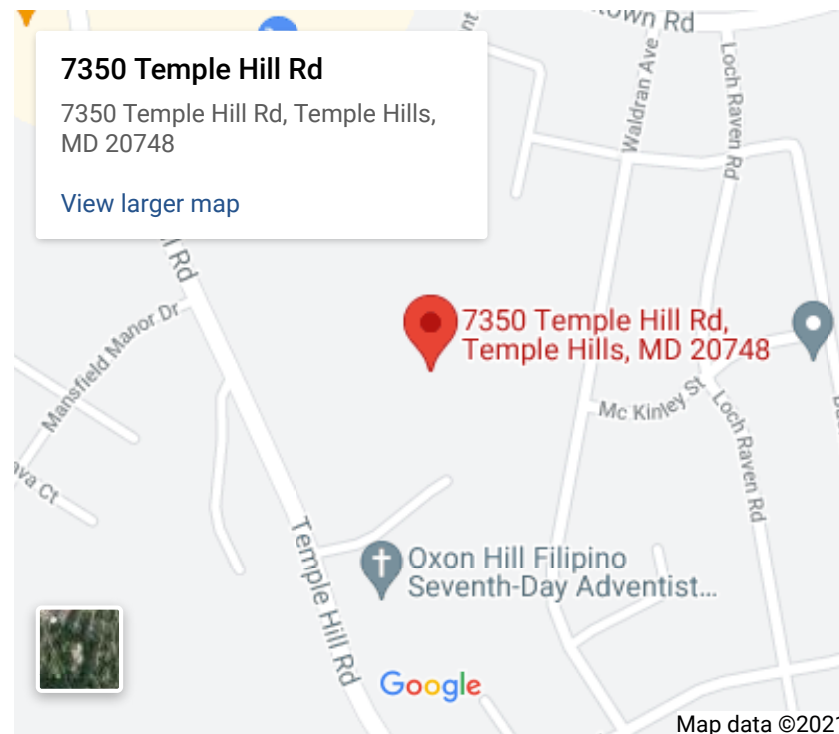 7350 Temple Hill Rd
7350 Temple Hill Rd, Temple Hills,
MD 20748
View larger map
Waldran Ave
Loch Raven Rd
Rd
Mansfield Manor Dr
7350 Temple Hill Rd,
Temple Hills, MD 20748
Mc Kinley St
Loch Raven Rd
Ct
Temple Hill Rd
Oxon Hill Filipino
Seventh-Day Adventist...
Google
Map data ©2021